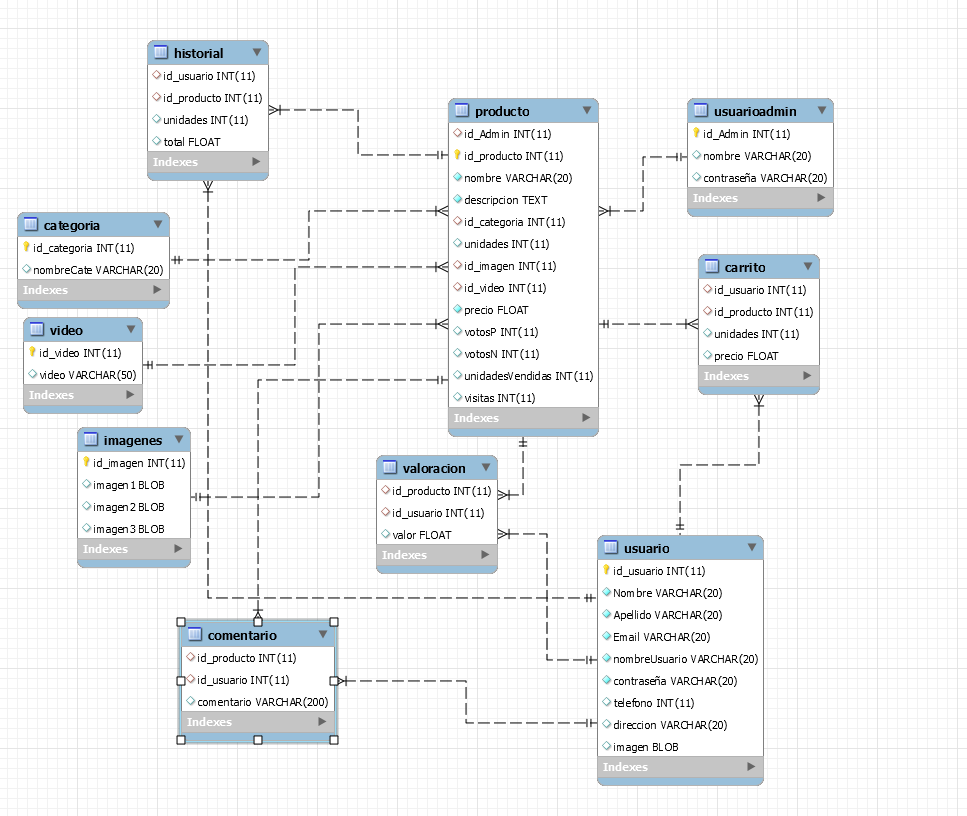 historial
id_usuario INT(11)
id_producto INT(11)
unidades INT(11)
total FLOAT
Indexes
producto
id_Admin INT(11)
id_producto INT(11)
nombre VARCHAR(20)
descripcion TEXT
id_categoria INT(11)
unidades INT(11)
id_imagen INT(11)
id_video INT(11)
precio FLOAT
votosP INT(11)
votosN INT(11)
unidadesVendidas INT(11)
visitas INT(11)
Indexes
usuarioadmin
id_Admin INT(11)
nombre VARCHAR(20)
contraseña VARCHAR(20)
Indexes
categoria
id_categoria INT(11)
nombreCate VARCHAR(20)
Indexes
carrito
id_usuario INT(11)
id_producto INT(11)
unidades INT(11)
precio FLOAT
Indexes
video
id_video INT(11)
video VARCHAR(50)
Indexes
imagenes
id_imagen INT(11)
imagen1 BLOB
imagen2 BLOB
imagen3 BLOB
Indexes
valoracion
id_producto INT(11)
id_usuario INT(11)
valor FLOAT
Indexes
usuario
id_usuario INT(11)
Nombre VARCHAR(20)
Apellido VARCHAR(20)
Email VARCHAR(20)
nombreUsuario VARCHAR(20)
contraseña VARCHAR(20)
telefono INT(11)
direccion VARCHAR(20)
imagen BLOB
Indexes
comentario
id_producto INT(11)
id_usuario INT(11)
comentario VARCHAR(200)
Indexes